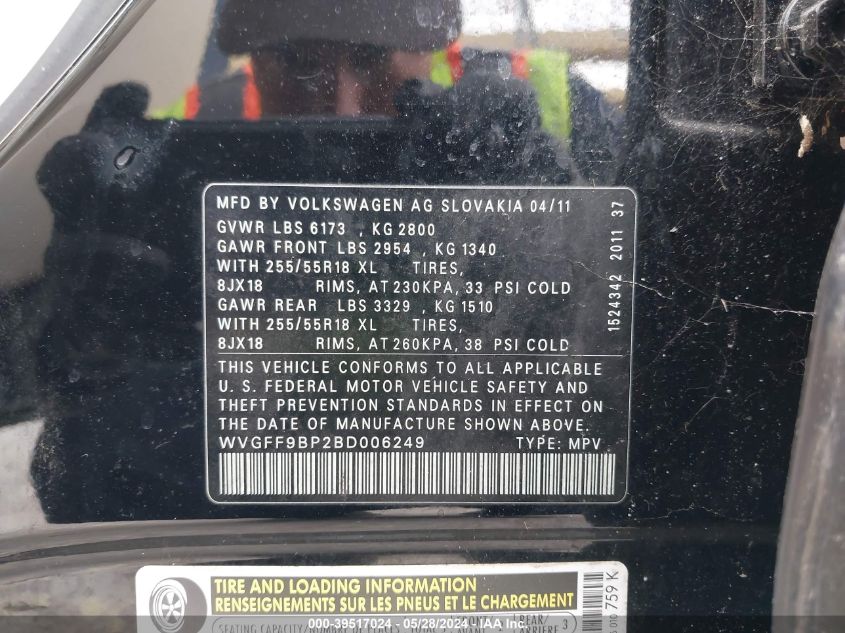 MFD BY VOLKSWAGEN AG SLOVAKIA 04/11
GVWR LBS 6173 , KG 2800
GAWR FRONT LBS 2954 , KG 1340
WITH 255/55R18 XL TIRES,
8JX18 RIMS, AT 230KPA, 33 PSI COLD
GAWR REAR LBS 3329 , KG 1510
WITH 255/55R18 XL TIRES,
8JX18 RIMS, AT 260KPA, 38 PSI COLD
THIS VEHICLE CONFORMS TO ALL APPLICABLE
U. S. FEDERAL MOTOR VEHICLE SAFETY AND
THEFT PREVENTION STANDARDS IN EFFECT ON
THE DATE OF MANUFACTURE SHOWN ABOVE.
WVGFF9BP2BD006249 TYPE: MPV
1524342 2011 37
TIRE AND LOADING INFORMATION
RENSEIGNEMENTS SUR LES PNEUS ET LE CHARGEMENT
759 K
000-39517024 - 05/28/2024 - IAA Inc.